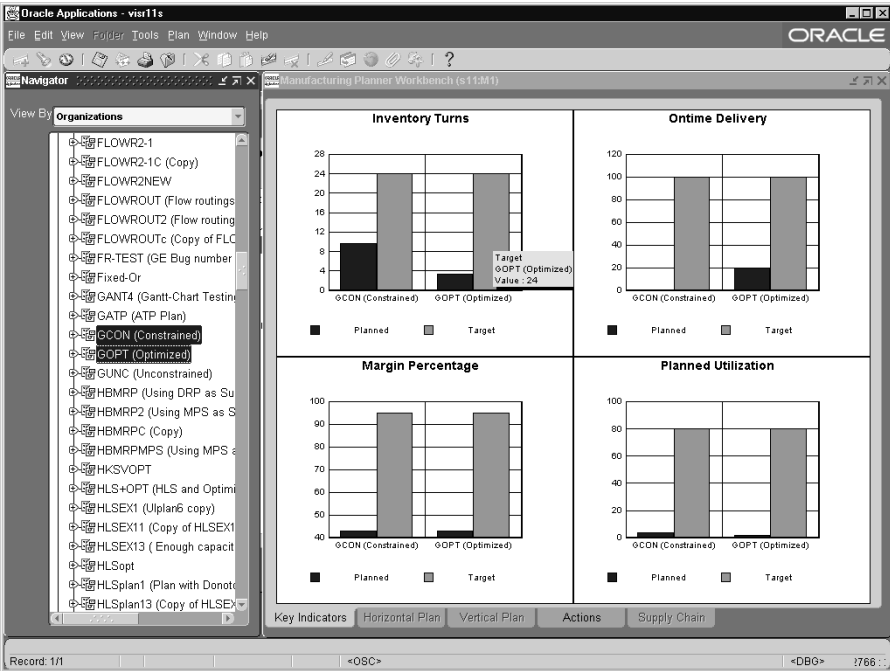 Oracle Applications - visr11s
File Edit View Folder Tools Plan Window Help
ORACLE
Navigator
View By Organizations
FLOWR2-1
FLOWR2-1C (Copy)
FLOWR2NEW
FLOWROUT (Flow routings
FLOWROUT2 (Flow routing
FLOWROUTc (Copy of FLC
FR-TEST (GE Bug number
Fixed-Or
GANT4 (Gantt-Chart Testin
GATP (ATP Plan)
GCON (Constrained)
GOPT (Optimized)
GUNC (Unconstrained)
HBMRP (Using DRP as Su
HBMRP2 (Using MPS as S
HBMRPC (Copy)
HBMRPMPS (Using MPS a
HKSVOPT
HLS+OPT (HLS and Optimi
HLSEX1 (Ulplan6 copy)
HLSEX11 (Copy of HLSEX1
HLSEX13 ( Enough capacit
HLSopt
HLSplan1 (Plan with Donoto
HLSplan13 (Copy of HLSEX
Manufacturing Planner Workbench (s11:M1)
Inventory Turns
28
24
20
16
12
8
4
0
GCON (Constrained) GOPT (Optimized)
Target
GOPT (Optimized)
Value : 24
Planned Target
Ontime Delivery
120
100
80
60
40
20
0
GCON (Constrained) GOPT (Optimized)
Planned Target
Margin Percentage
100
90
80
70
60
50
40
GCON (Constrained) GOPT (Optimized)
Planned Target
Planned Utilization
100
80
60
40
20
0
GCON (Constrained) GOPT (Optimized)
Planned Target
Key Indicators Horizontal Plan Vertical Plan Actions Supply Chain
Record: 1/1 <OSC> <DBG>